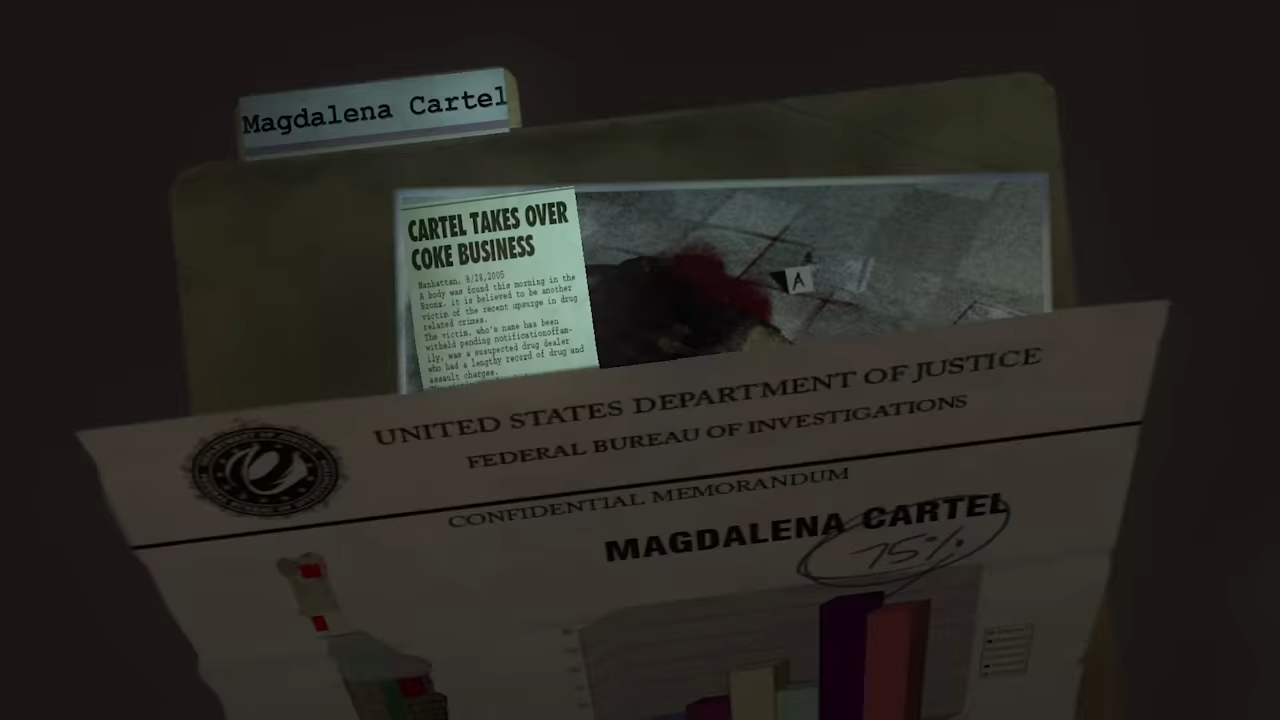 Magdalena Cartel
CARTEL TAKES OVER
COKE BUSINESS
Manhattan, 8/28,2005
A body was found this morning in the
Bronx, it is believed to be another
victim of the recent upsurge in drug
related crimes.
The victim, who's name has been
witheld pending notificationoffam-
ily, was a suspected drug dealer
who had a lengthy record of drug and
assault charges.
A
UNITED STATES DEPARTMENT OF JUSTICE
FEDERAL BUREAU OF INVESTIGATIONS
CONFIDENTIAL MEMORANDUM
MAGDALENA CARTEL
75%